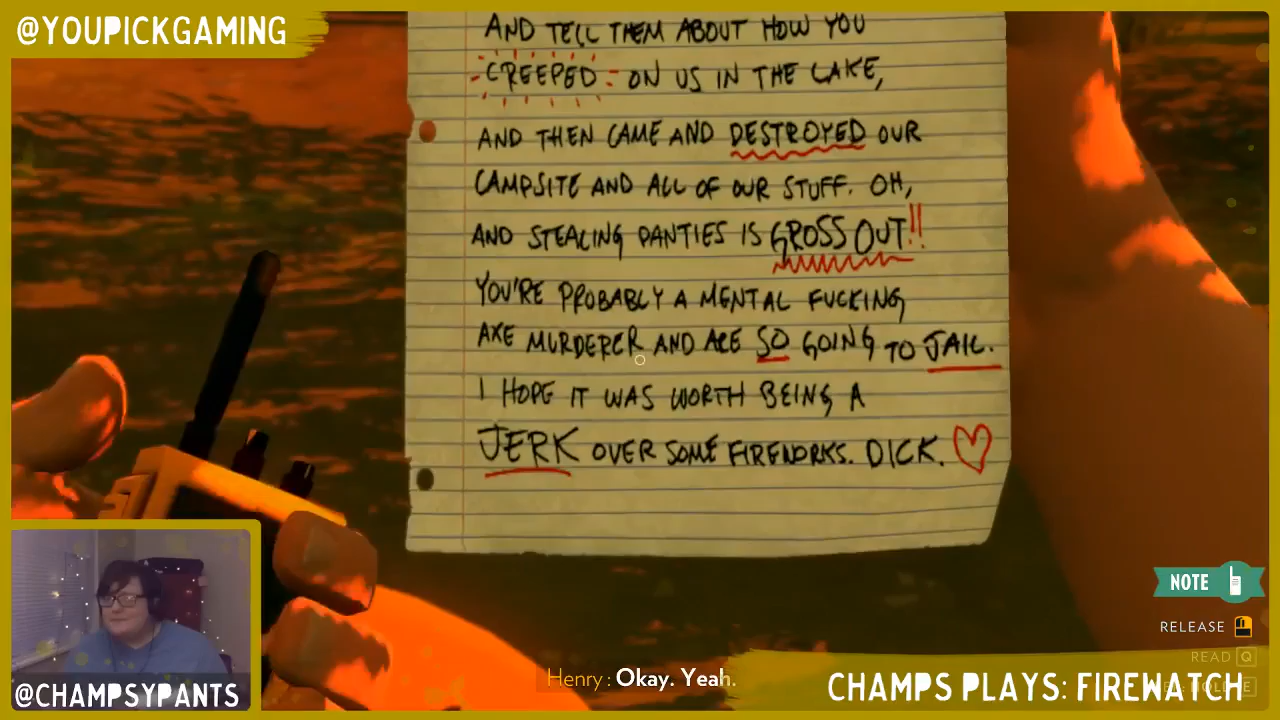 @YOUPICKGAMING
AND TELL THEM ABOUT HOW YOU
CREEPED ON US IN THE LAKE,
AND THEN CAME AND DESTROYED OUR
CAMPSITE AND ALL OF OUR STUFF. OH,
AND STEALING PANTIES IS GROSS OUT!!
YOU'RE PROBABLY A MENTAL FUCKING
AXE MURDERER AND ARE SO GOING TO JAIL.
I HOPE IT WAS WORTH BEING A
JERK OVER SOME FIREWORKS. DICK.
NOTE
RELEASE
READ Q
Henry: Okay. Yeah.
@CHAMPSYPANTS
CHAMPS PLAYS: FIREWATCH